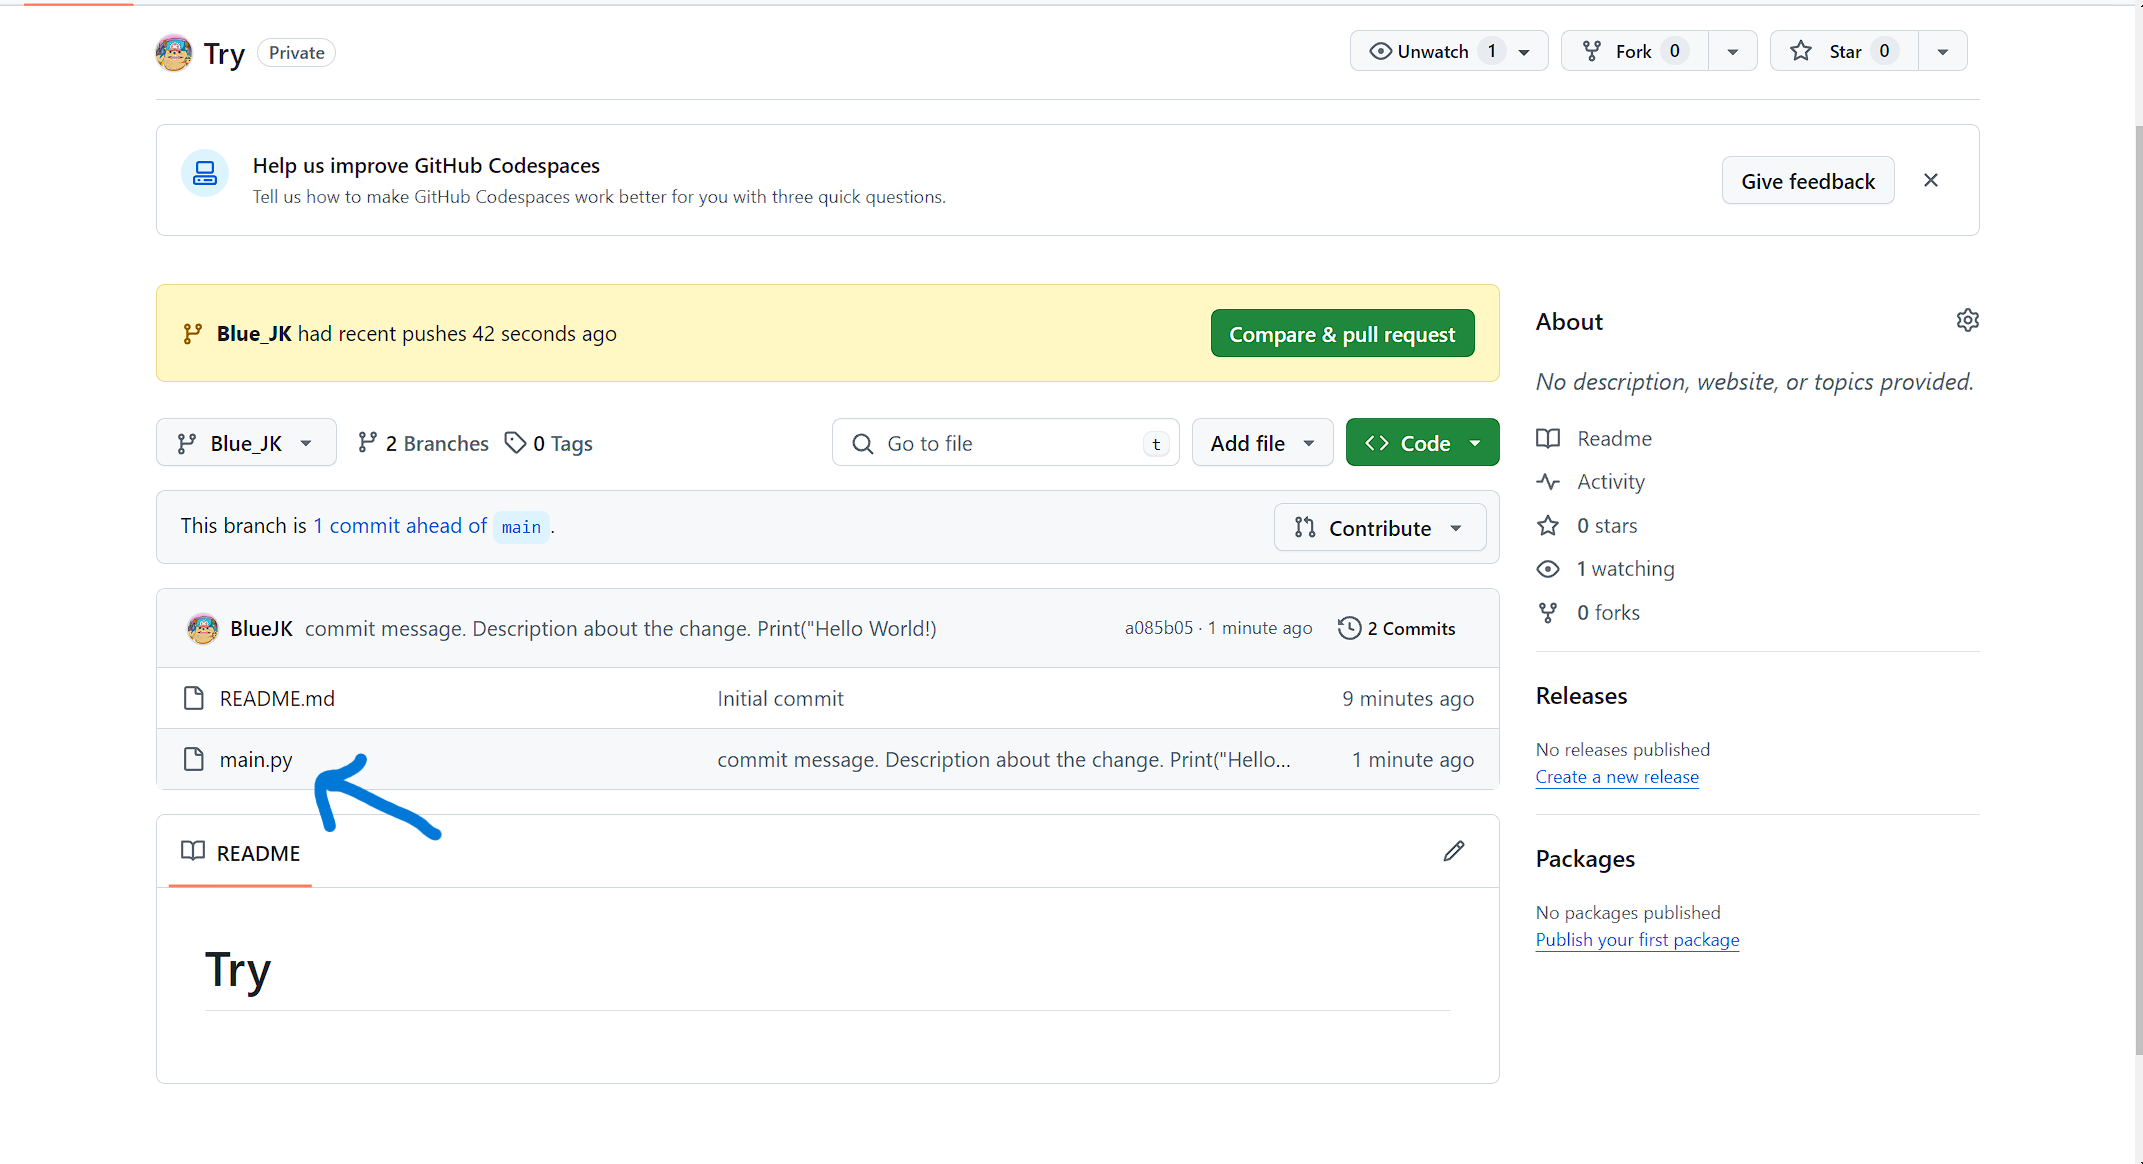 Try Private Unwatch 1 Fork 0 Star 0
Help us improve GitHub Codespaces
Tell us how to make GitHub Codespaces work better for you with three quick questions.
Give feedback
Blue_JK had recent pushes 42 seconds ago
Compare & pull request
Blue_JK 2 Branches 0 Tags Go to file t Add file Code
This branch is 1 commit ahead of main.
Contribute
BlueJK commit message. Description about the change. Print("Hello World!) a085b05 · 1 minute ago 2 Commits
README.md Initial commit 9 minutes ago
main.py commit message. Description about the change. Print("Hello... 1 minute ago
README
Try
About
No description, website, or topics provided.
Readme
Activity
0 stars
1 watching
0 forks
Releases
No releases published
Create a new release
Packages
No packages published
Publish your first package